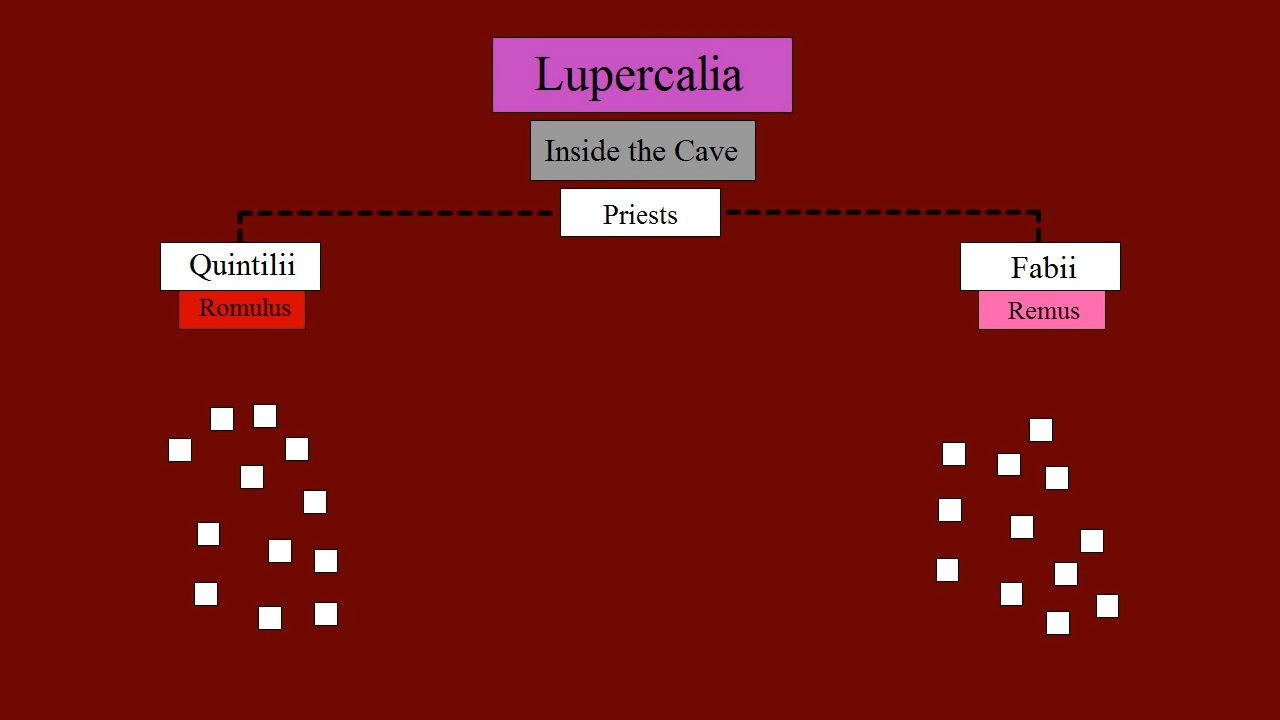 Lupercalia
Inside the Cave
Priests
Quintilii
Fabii
Romulus
Remus